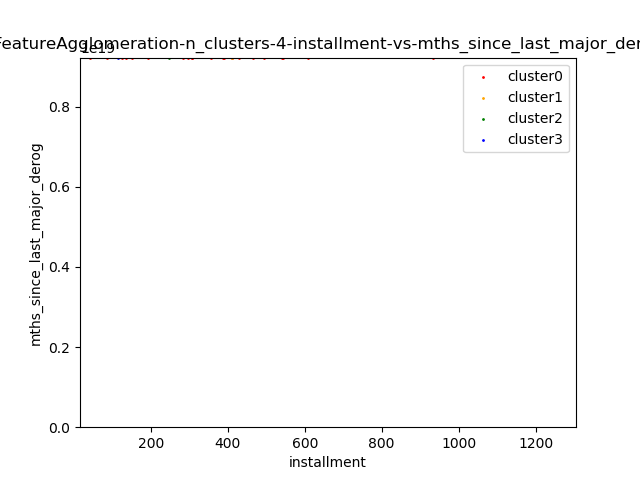 FeatureAgglomeration-n_clusters-4-installment-vs-mths_since_last_major_der
1e19
cluster0
cluster1
cluster2
cluster3
0.8
0.6
0.4
0.2
0.0
mths_since_last_major_derog
200 400 600 800 1000 1200
installment